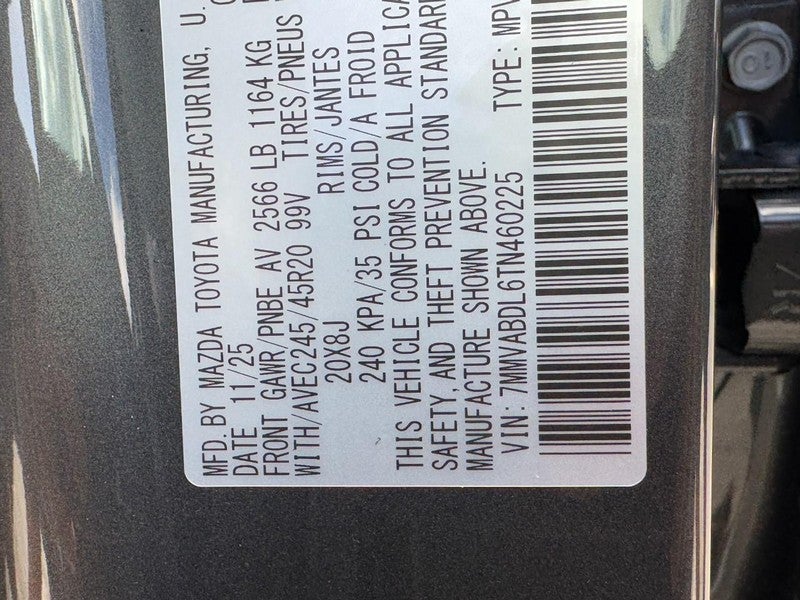 MFD. BY MAZDA TOYOTA MANUFACTURING, U.
DATE 11/25
FRONT GAWR/PNBE AV 2566 LB 1164 KG
WITH/AVEC245/45R20 99V TIRES/PNEUS
20X8J RIMS/JANTES
240 KPA/35 PSI COLD/A FROID
THIS VEHICLE CONFORMS TO ALL APPLICA
SAFETY, AND THEFT PREVENTION STANDAR
MANUFACTURE SHOWN ABOVE.
VIN: 7MMVABDL6TN460225 TYPE: MPV